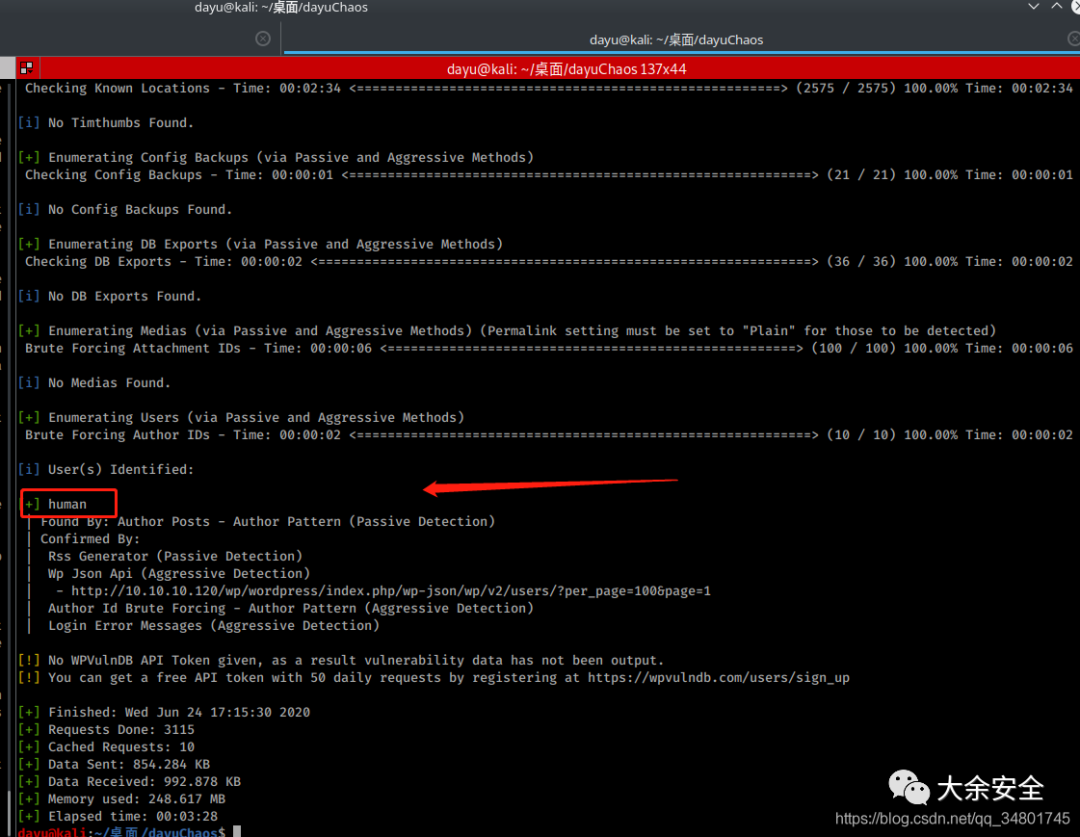 dayu@kali: ~/桌面/dayuChaos
dayu@kali: ~/桌面/dayuChaos
dayu@kali: ~/桌面/dayuChaos 137x44
Checking Known Locations - Time: 00:02:34 <============================================================> (2575 / 2575) 100.00% Time: 00:02:34
[i] No Timthumbs Found.
[+] Enumerating Config Backups (via Passive and Aggressive Methods)
Checking Config Backups - Time: 00:00:01 <=================================================================> (21 / 21) 100.00% Time: 00:00:01
[i] No Config Backups Found.
[+] Enumerating DB Exports (via Passive and Aggressive Methods)
Checking DB Exports - Time: 00:00:02 <=====================================================================> (36 / 36) 100.00% Time: 00:00:02
[i] No DB Exports Found.
[+] Enumerating Medias (via Passive and Aggressive Methods) (Permalink setting must be set to "Plain" for those to be detected)
Brute Forcing Attachment IDs - Time: 00:00:06 <==========================================================> (100 / 100) 100.00% Time: 00:00:06
[i] No Medias Found.
[+] Enumerating Users (via Passive and Aggressive Methods)
Brute Forcing Author IDs - Time: 00:00:02 <================================================================> (10 / 10) 100.00% Time: 00:00:02
[i] User(s) Identified:
[+] human
| Found By: Author Posts - Author Pattern (Passive Detection)
| Confirmed By:
| Rss Generator (Passive Detection)
| Wp Json Api (Aggressive Detection)
| - http://10.10.10.120/wp/wordpress/index.php/wp-json/wp/v2/users/?per_page=100&page=1
| Author Id Brute Forcing - Author Pattern (Aggressive Detection)
| Login Error Messages (Aggressive Detection)
[!] No WPVulnDB API Token given, as a result vulnerability data has not been output.
[!] You can get a free API token with 50 daily requests by registering at https://wpvulndb.com/users/sign_up
[+] Finished: Wed Jun 24 17:15:30 2020
[+] Requests Done: 3115
[+] Cached Requests: 10
[+] Data Sent: 854.284 KB
[+] Data Received: 992.878 KB
[+] Memory used: 248.617 MB
[+] Elapsed time: 00:03:28
dayu@kali:~/桌面/dayuChaos$
大余安全
https://blog.csdn.net/qq_34801745